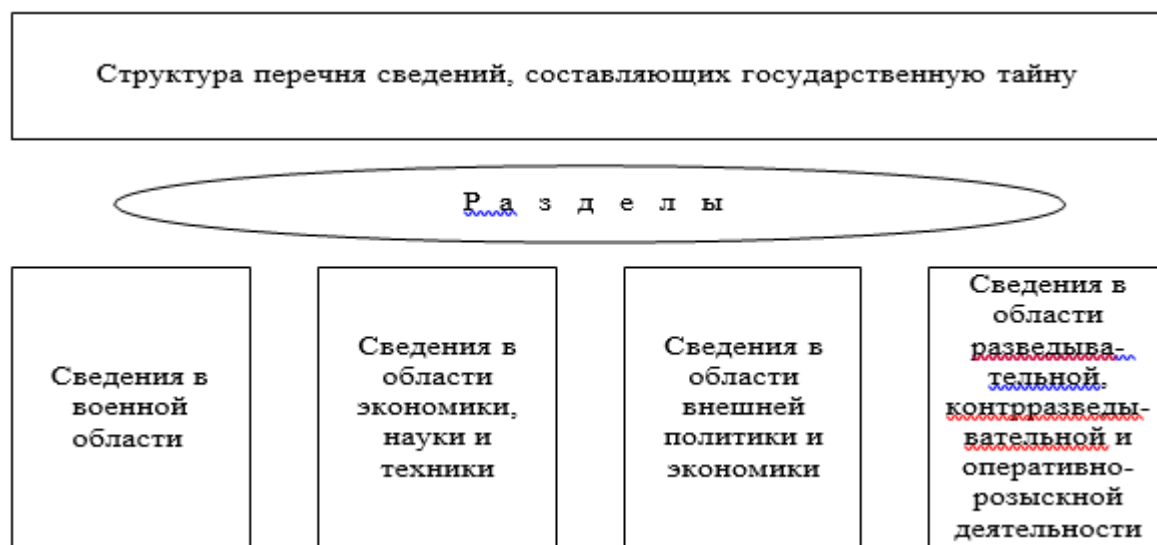 Структура перечня сведений, составляющих государственную тайну
Р а з д е л ы
Сведения в
военной
области
Сведения в
области
экономики,
науки и
техники
Сведения в
области
внешней
политики и
экономики
Сведения в
области
разведыва-
тельной,
контрразведы-
вательной и
оперативно-
розыскной
деятельности